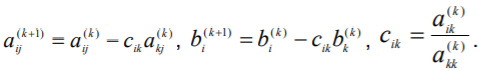 $a_{ij}^{(k+1)} = a_{ij}^{(k)} - c_{ik} a_{kj}^{(k)}, \; b_i^{(k+1)} = b_i^{(k)} - c_{ik} b_k^{(k)}, \; c_{ik} = \frac{a_{ik}^{(k)}}{a_{kk}^{(k)}}.$